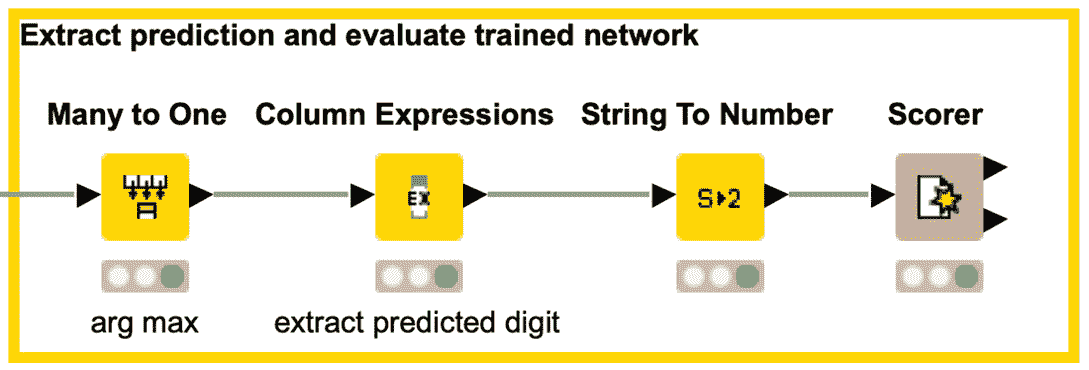 Extract prediction and evaluate trained network
Many to One Column Expressions String To Number Scorer
EX S▸2
arg max extract predicted digit